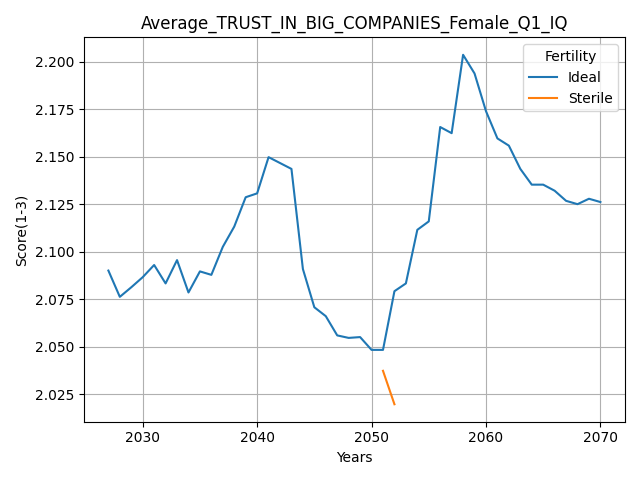 Average_TRUST_IN_BIG_COMPANIES_Female_Q1_IQ
Fertility
Ideal
Sterile
Score(1-3)
2.200
2.175
2.150
2.125
2.100
2.075
2.050
2.025
2030
2040
2050
2060
2070
Years